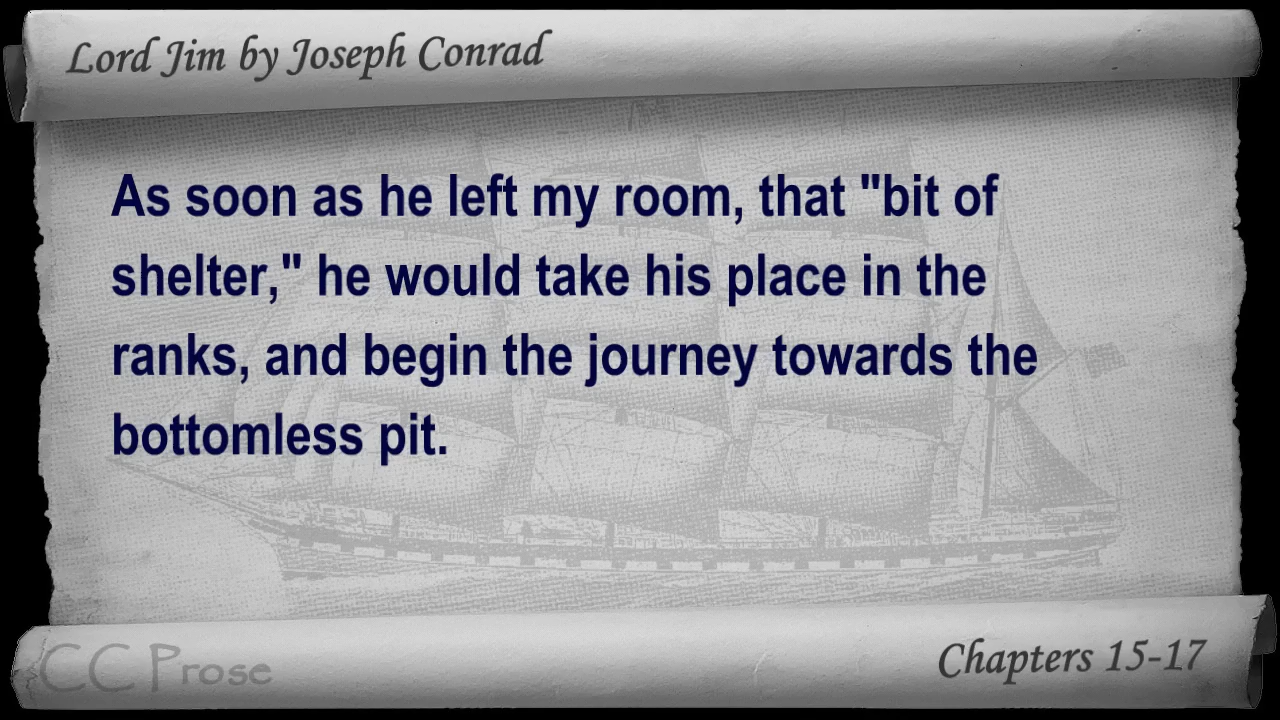 Lord Jim by Joseph Conrad
As soon as he left my room, that "bit of
shelter," he would take his place in the
ranks, and begin the journey towards the
bottomless pit.
CC Prose
Chapters 15-17